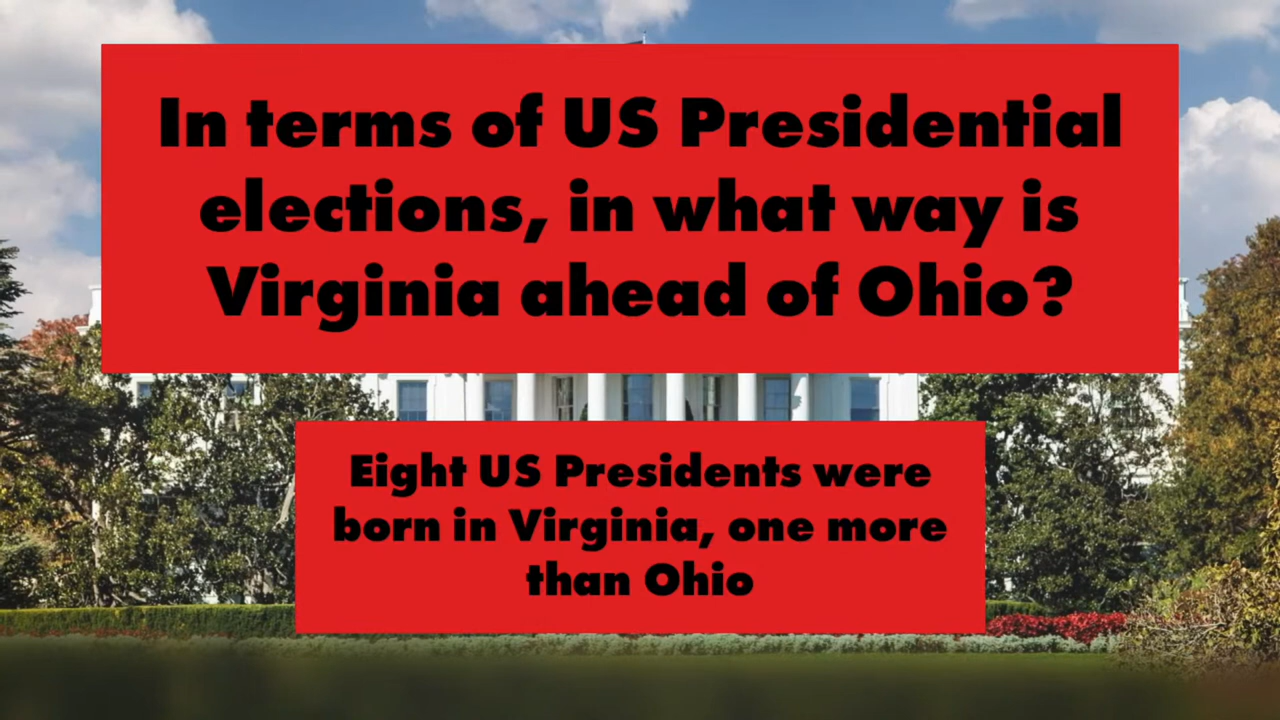 In terms of US Presidential
elections, in what way is
Virginia ahead of Ohio?
Eight US Presidents were
born in Virginia, one more
than Ohio